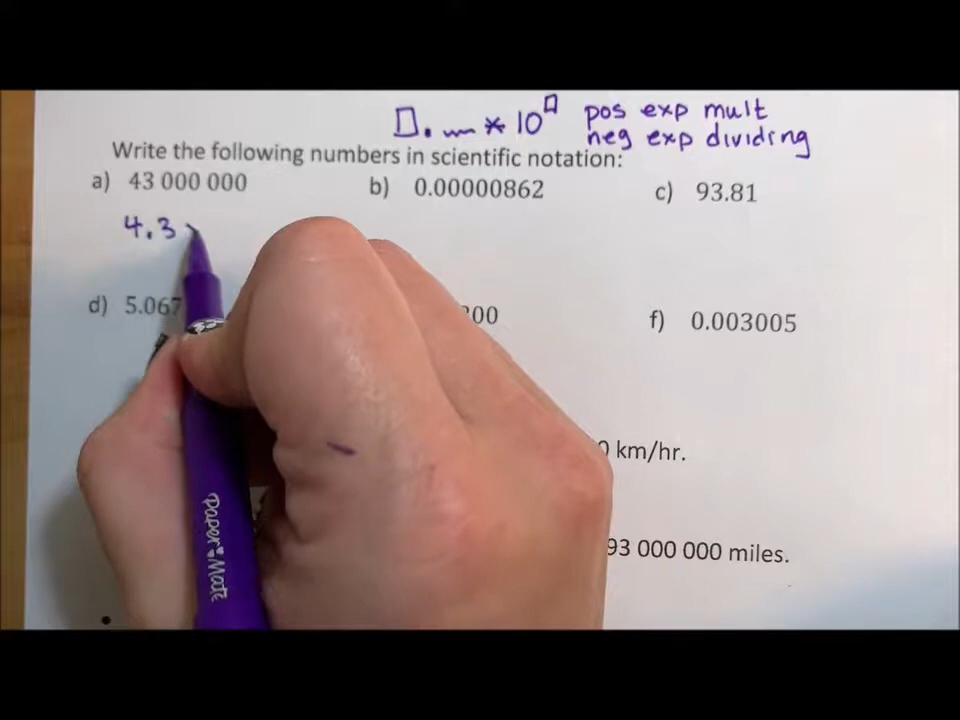 ▯.﹏ * 10▯ pos exp mult
neg exp dividing
Write the following numbers in scientific notation:
a) 43 000 000 b) 0.00000862 c) 93.81
4.3
d) 5.067 f) 0.003005
km/hr.
93 000 000 miles.
Paper Mate